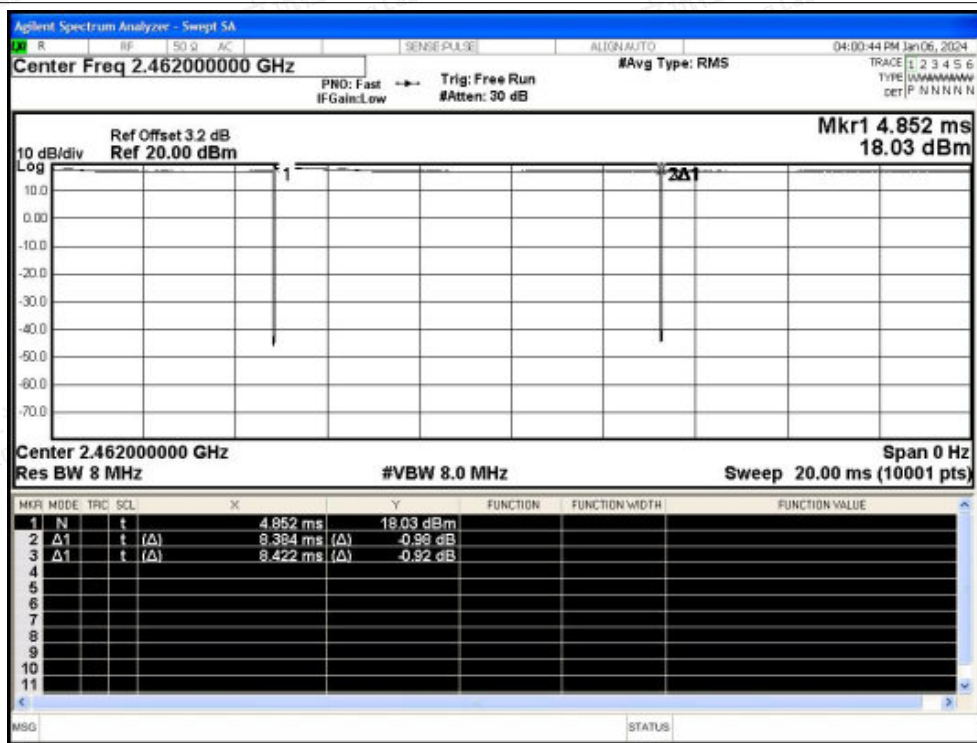 Agilent Spectrum Analyzer - Swept SA
LXI R RF 50 Ω AC SENSE:PULSE ALIGNAUTO 04:00:44 PM Jan 06, 2024
Center Freq 2.462000000 GHz #Avg Type: RMS TRACE 1 2 3 4 5 6
PNO: Fast Trig: Free Run TYPE WWWWWW
IFGain:Low #Atten: 30 dB DET P N N N N N
Mkr1 4.852 ms
18.03 dBm
Ref Offset 3.2 dB
10 dB/div Ref 20.00 dBm
Log
1 2Δ1
10.0
0.00
-10.0
-20.0
-30.0
-40.0
-50.0
-60.0
-70.0
Center 2.462000000 GHz Span 0 Hz
Res BW 8 MHz #VBW 8.0 MHz Sweep 20.00 ms (10001 pts)
MKR MODE TRC SCL X Y FUNCTION FUNCTION WIDTH FUNCTION VALUE
1 N t 4.852 ms 18.03 dBm
2 Δ1 t (Δ) 8.384 ms (Δ) -0.98 dB
3 Δ1 t (Δ) 8.422 ms (Δ) -0.92 dB
4
5
6
7
8
9
10
11
MSG STATUS